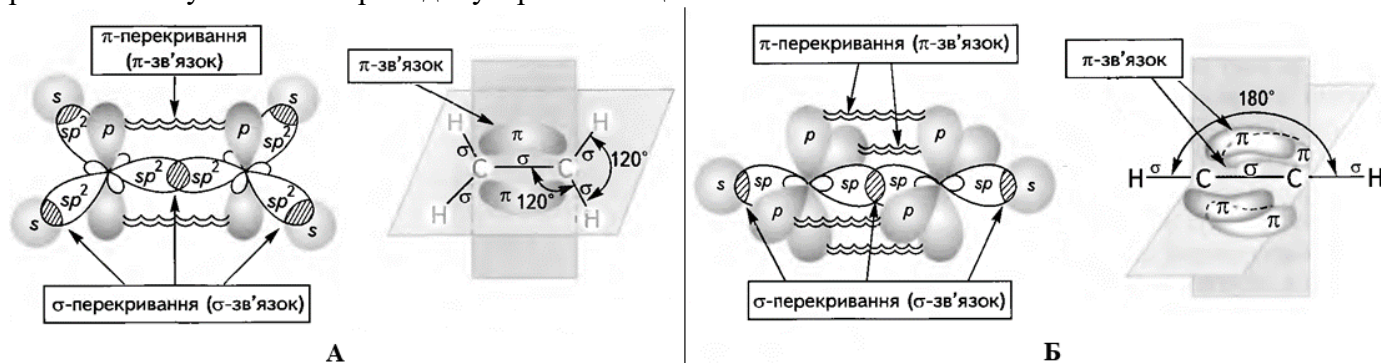 π-перекривання
(π-зв'язок)
π-зв'язок
s
s
sp²
p
p
sp²
sp²
sp²
sp²
sp²
s
s
σ-перекривання (σ-зв'язок)
H
H
π
σ
σ
C
σ
C
120°
σ
π
120°
σ
H
H
А
π-перекривання (π-зв'язок)
π-зв'язок
p
p
s
sp
sp
sp
sp
s
p
p
σ-перекривання (σ-зв'язок)
180°
π
π
H σ C σ C σ H
π
π
Б